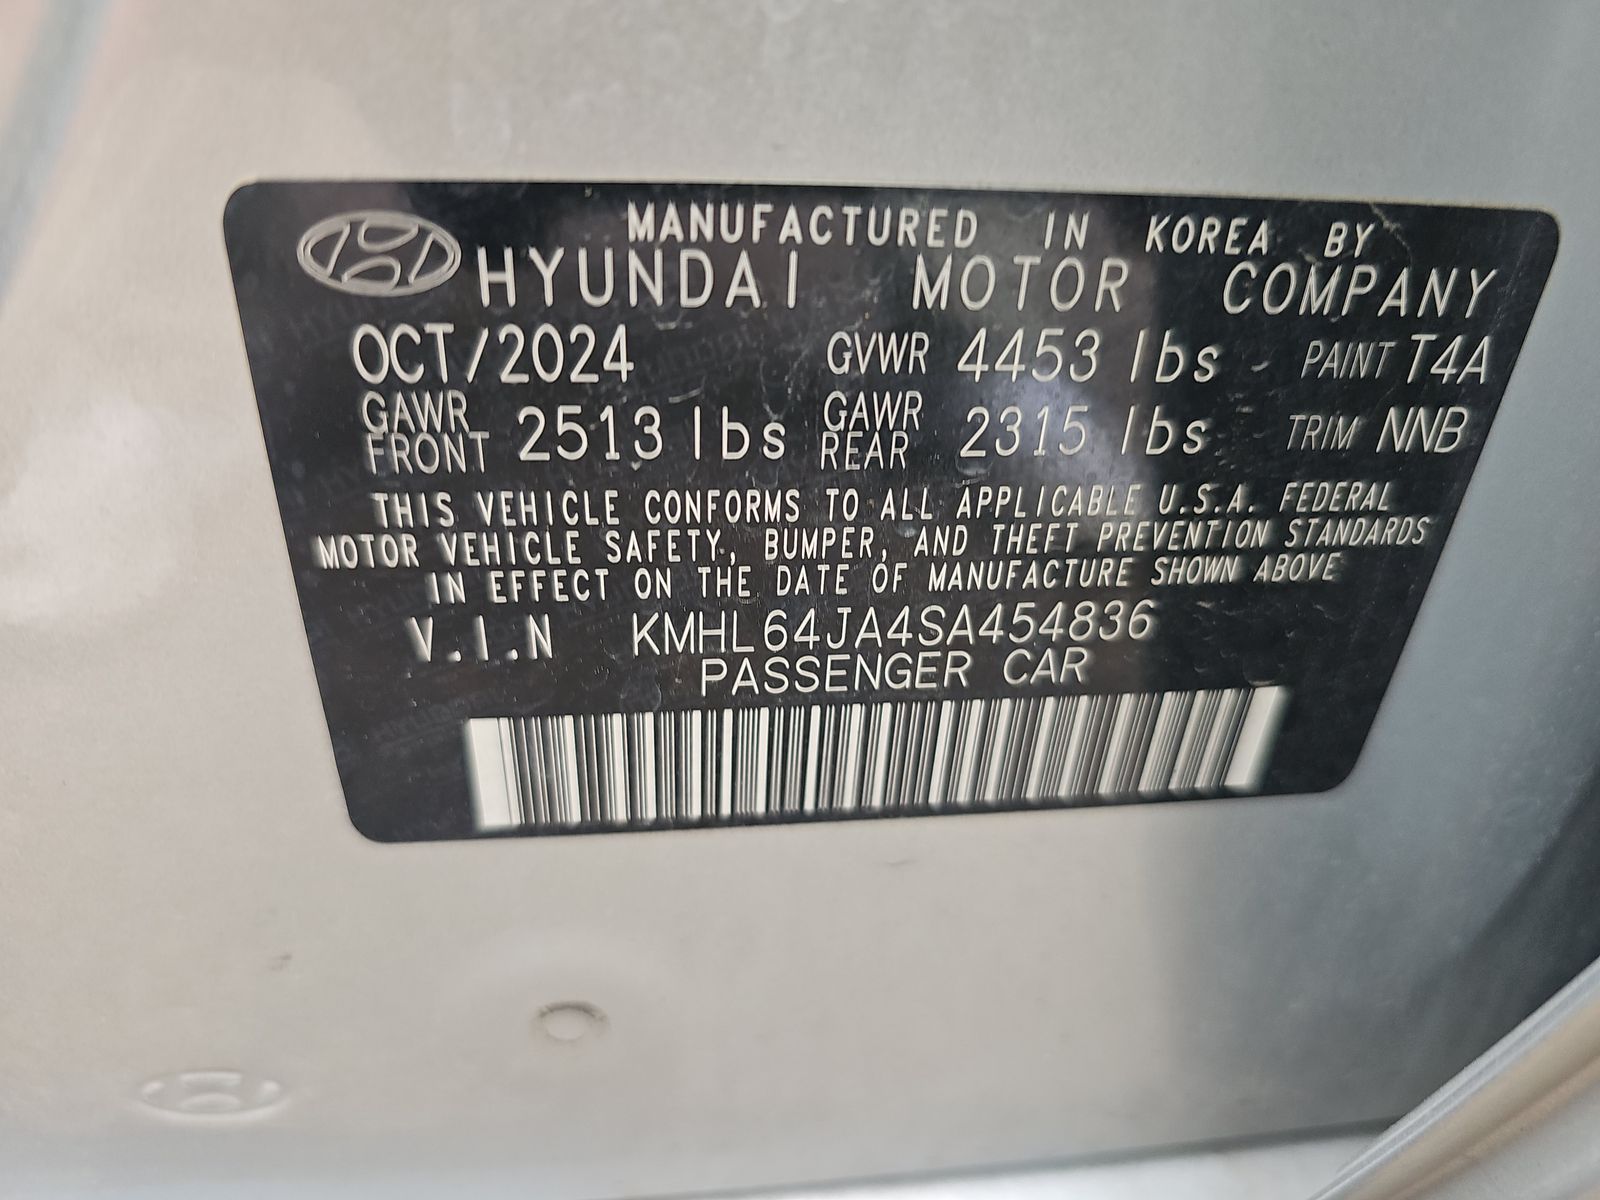 MANUFACTURED IN KOREA BY
HYUNDAI MOTOR COMPANY
OCT/2024 GVWR 4453 lbs PAINT T4A
GAWR FRONT 2513 lbs GAWR REAR 2315 lbs TRIM NNB
THIS VEHICLE CONFORMS TO ALL APPLICABLE U.S.A. FEDERAL
MOTOR VEHICLE SAFETY, BUMPER, AND THEFT PREVENTION STANDARDS
IN EFFECT ON THE DATE OF MANUFACTURE SHOWN ABOVE
V.I.N KMHL64JA4SA454836
PASSENGER CAR